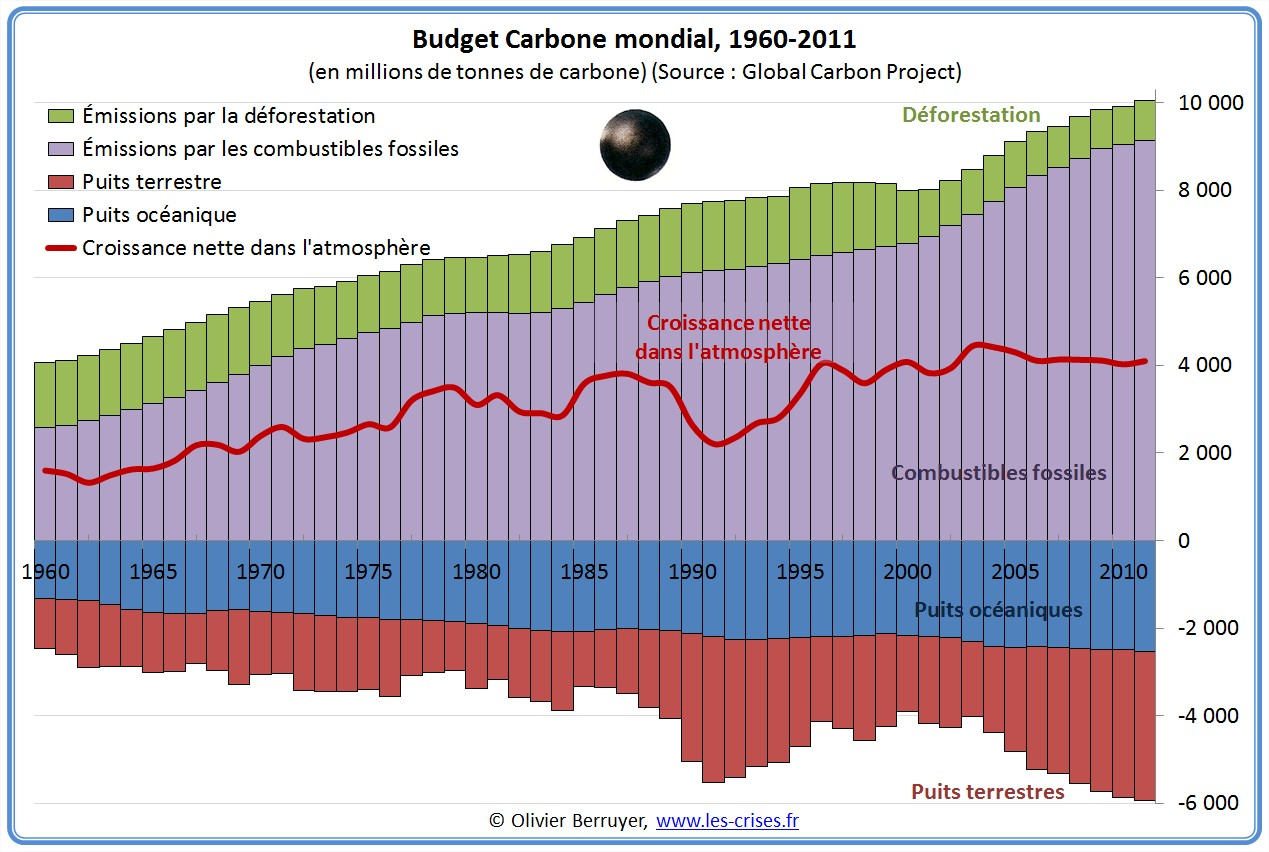 Budget Carbone mondial, 1960-2011
(en millions de tonnes de carbone) (Source : Global Carbon Project)
Émissions par la déforestation
Émissions par les combustibles fossiles
Puits terrestre
Puits océanique
Croissance nette dans l'atmosphère
Déforestation
Croissance nette
dans l'atmosphère
Combustibles fossiles
Puits océaniques
Puits terrestres
10 000
8 000
6 000
4 000
2 000
0
-2 000
-4 000
-6 000
1960 1965 1970 1975 1980 1985 1990 1995 2000 2005 2010
© Olivier Berruyer, www.les-crises.fr